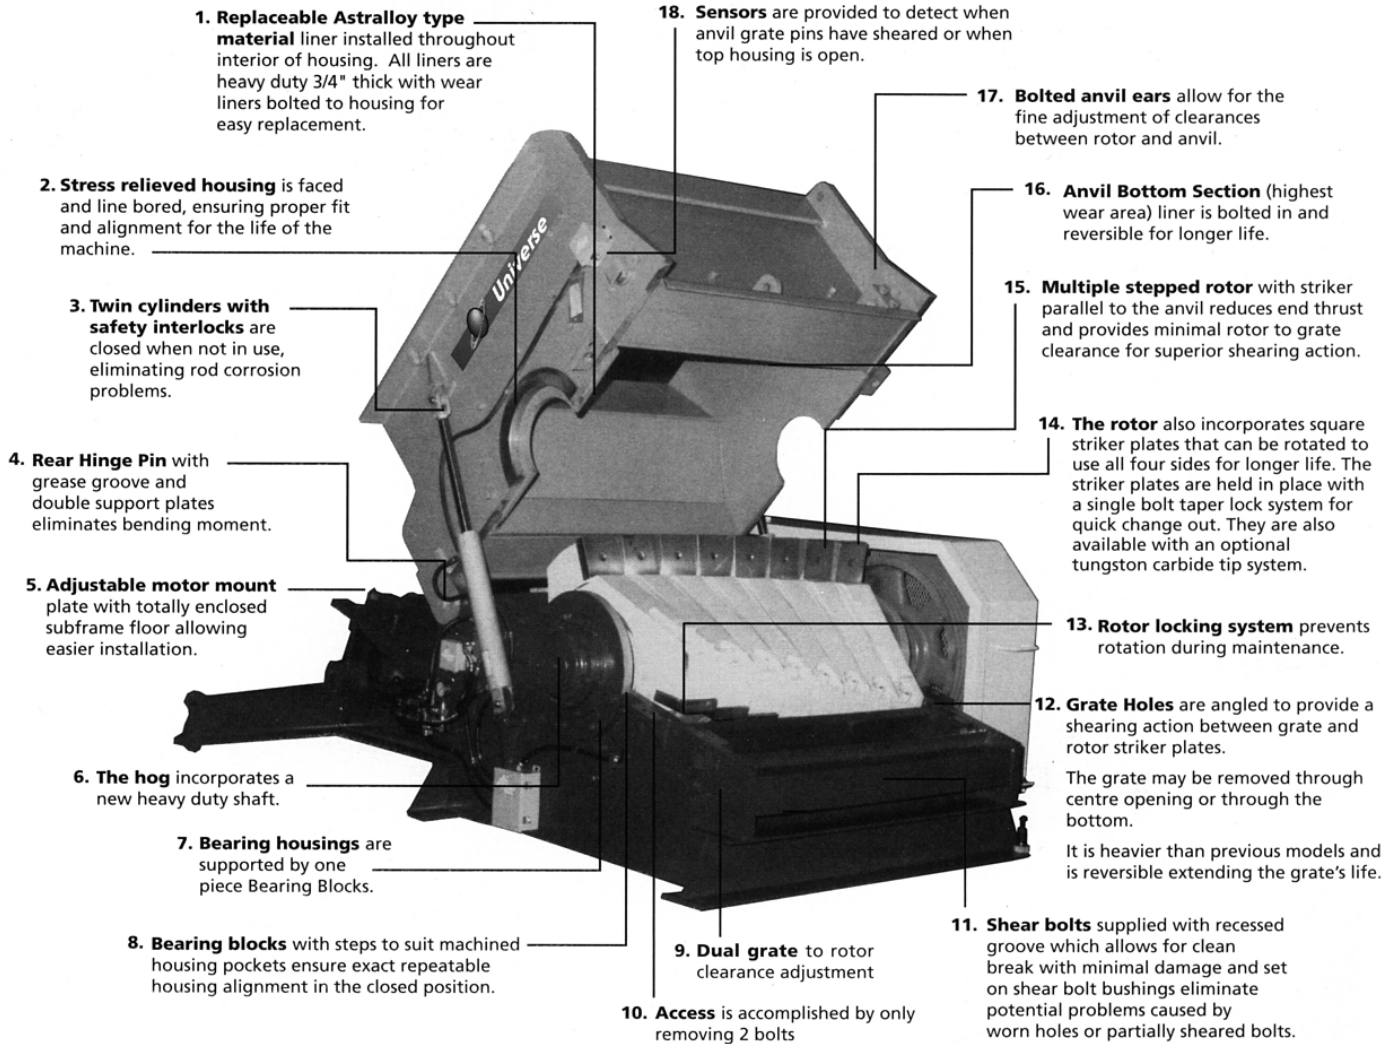 1. Replaceable Astralloy type
material liner installed throughout
interior of housing. All liners are
heavy duty 3/4" thick with wear
liners bolted to housing for
easy replacement.
2. Stress relieved housing is faced
and line bored, ensuring proper fit
and alignment for the life of the
machine.
3. Twin cylinders with
safety interlocks are
closed when not in use,
eliminating rod corrosion
problems.
4. Rear Hinge Pin with
grease groove and
double support plates
eliminates bending moment.
5. Adjustable motor mount
plate with totally enclosed
subframe floor allowing
easier installation.
6. The hog incorporates a
new heavy duty shaft.
7. Bearing housings are
supported by one
piece Bearing Blocks.
8. Bearing blocks with steps to suit machined
housing pockets ensure exact repeatable
housing alignment in the closed position.
9. Dual grate to rotor
clearance adjustment
10. Access is accomplished by only
removing 2 bolts
11. Shear bolts supplied with recessed
groove which allows for clean
break with minimal damage and set
on shear bolt bushings eliminate
potential problems caused by
worn holes or partially sheared bolts.
12. Grate Holes are angled to provide a
shearing action between grate and
rotor striker plates.
The grate may be removed through
centre opening or through the
bottom.
It is heavier than previous models and
is reversible extending the grate's life.
13. Rotor locking system prevents
rotation during maintenance.
14. The rotor also incorporates square
striker plates that can be rotated to
use all four sides for longer life. The
striker plates are held in place with
a single bolt taper lock system for
quick change out. They are also
available with an optional
tungston carbide tip system.
15. Multiple stepped rotor with striker
parallel to the anvil reduces end thrust
and provides minimal rotor to grate
clearance for superior shearing action.
16. Anvil Bottom Section (highest
wear area) liner is bolted in and
reversible for longer life.
17. Bolted anvil ears allow for the
fine adjustment of clearances
between rotor and anvil.
18. Sensors are provided to detect when
anvil grate pins have sheared or when
top housing is open.
Universe